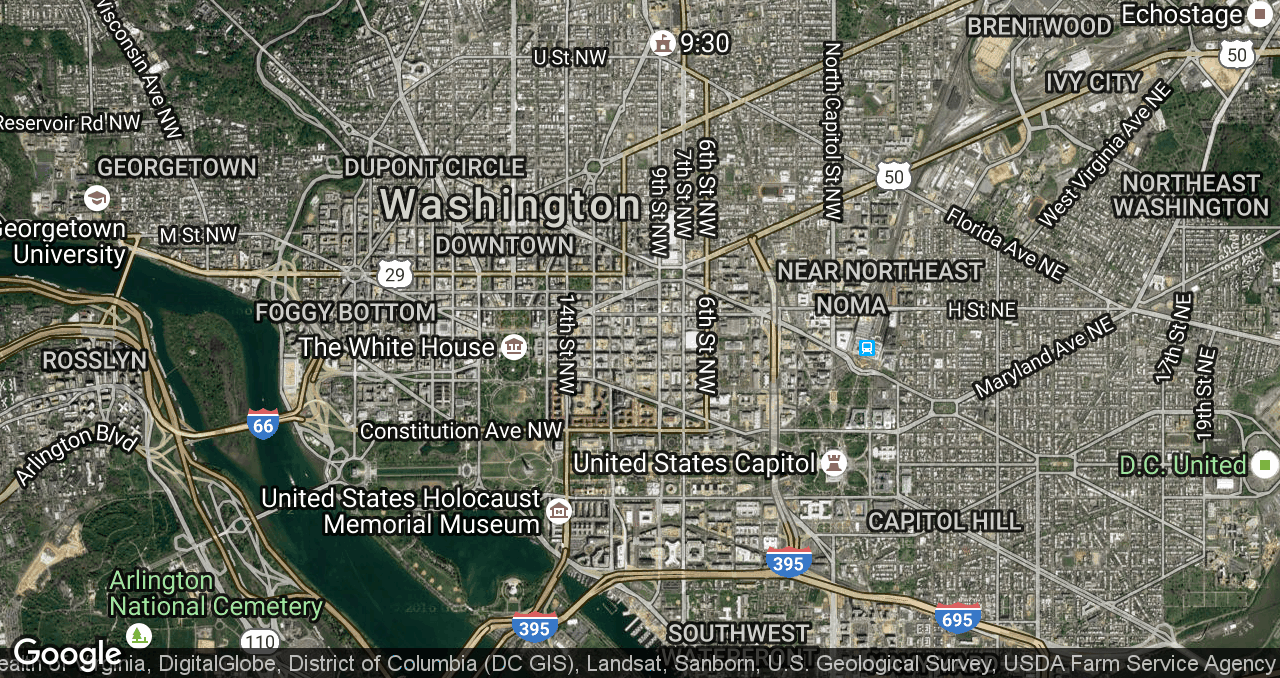 Echostage
BRENTWOOD
9:30
50
U St NW
Wisconsin Ave NW
North Capitol St NW
IVY CITY
Reservoir Rd NW
West Virginia Ave NE
GEORGETOWN
DUPONT CIRCLE
6th St NW
7th St NW
9th St NW
50
NORTHEAST
WASHINGTON
Washington
Georgetown
University
M St NW
DOWNTOWN
Florida Ave NE
29
NEAR NORTHEAST
NOMA
H St NE
FOGGY BOTTOM
14th St NW
6th St NW
17th St NE
19th St NE
The White House
ROSSLYN
Maryland Ave NE
66
Constitution Ave NW
Arlington Blvd
United States Capitol
D.C. United
United States Holocaust
Memorial Museum
CAPITOL HILL
395
Arlington
National Cemetery
395
695
110
SOUTHWEST
WATERFRONT
Google
ealth of Virginia, DigitalGlobe, District of Columbia (DC GIS), Landsat, Sanborn, U.S. Geological Survey, USDA Farm Service Agency